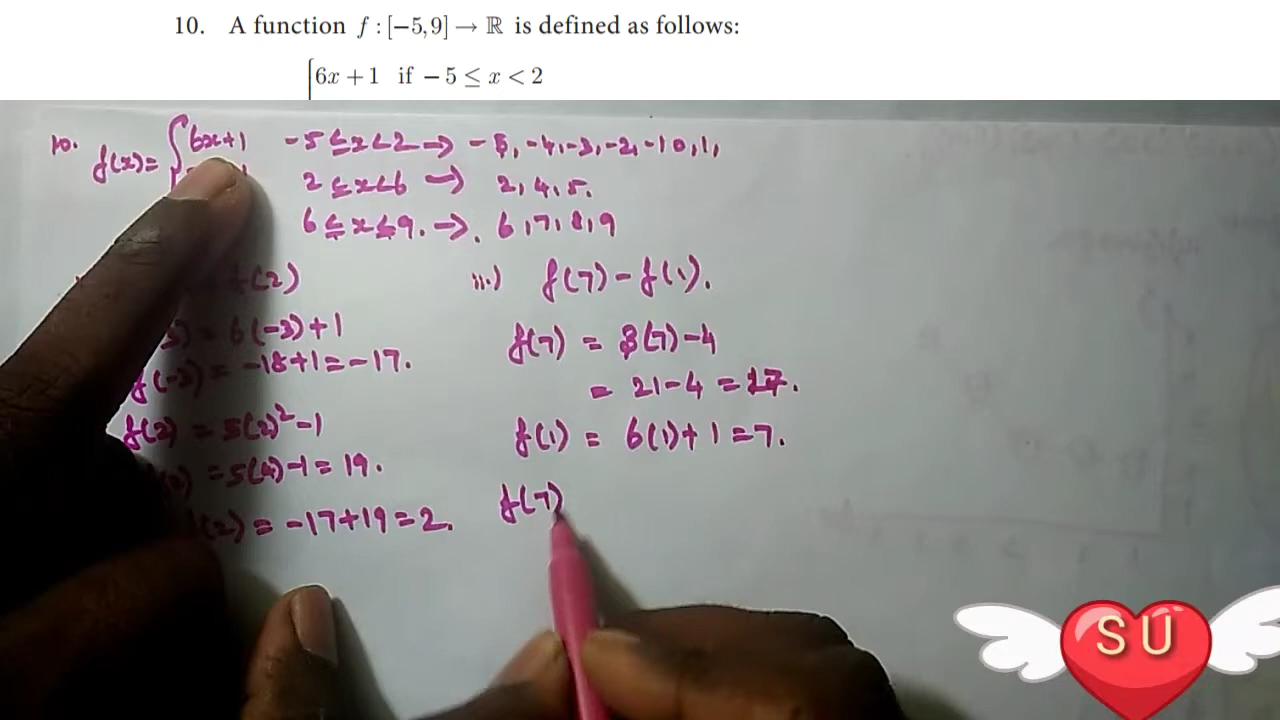 10. A function f : [−5,9] → ℝ is defined as follows:
6x + 1 if − 5 ≤ x < 2
10. f(x) = 6x+1 -5≤x<2 → -5,-4,-3,-2,-1 0,1,
2 ≤x<6 → 2,4,5.
6≤x≤9. →. 6,7,8,9
f(2) ii.) f(7)-f(1).
= 6(-3)+1
f(-3) = -18+1=-17.
f(2) = 5(2)²-1
=5(4)-1=19.
(2) = -17+19=2.
f(7) = 3(7)-4
= 21-4 =17.
f(1) = 6(1)+1=7.
f(7)
S U